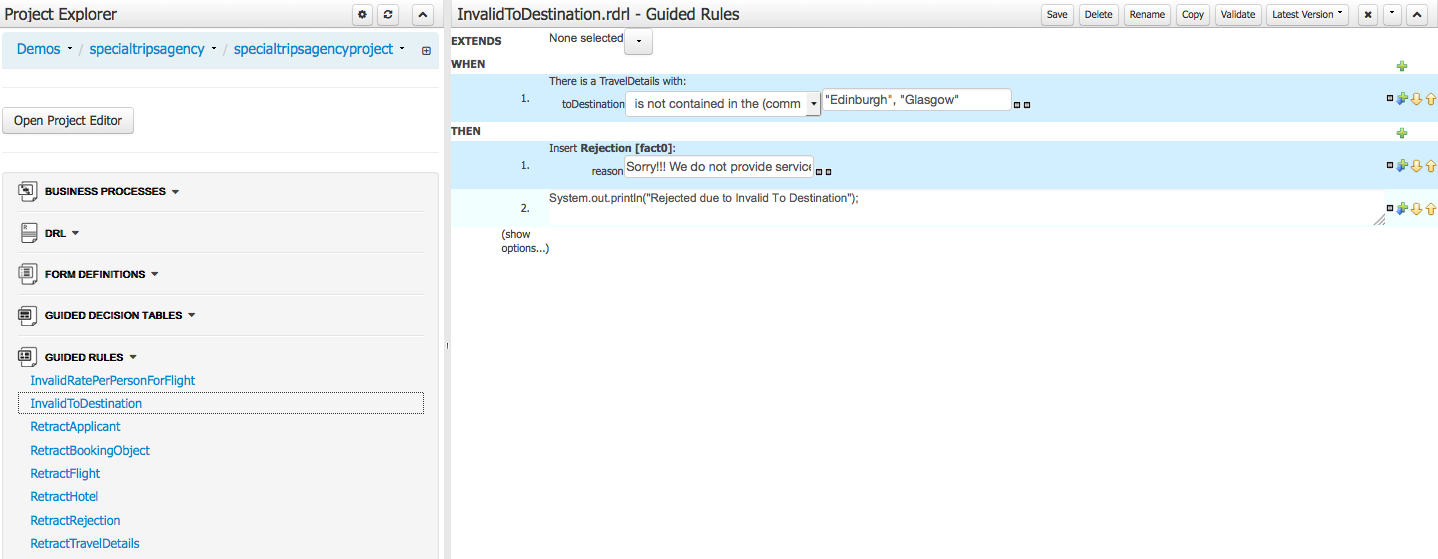 Project Explorer
Demos / specialtripsagency / specialtripsagencyproject
Open Project Editor
BUSINESS PROCESSES
DRL
FORM DEFINITIONS
GUIDED DECISION TABLES
GUIDED RULES
InvalidRatePerPersonForFlight
InvalidToDestination
RetractApplicant
RetractBookingObject
RetractFlight
RetractHotel
RetractRejection
RetractTravelDetails
InvalidToDestination.rdrl - Guided Rules
Save Delete Rename Copy Validate Latest Version
EXTENDS None selected
WHEN
There is a TravelDetails with:
1. toDestination is not contained in the (comm "Edinburgh", "Glasgow"
THEN
Insert Rejection [fact0]:
1. reason Sorry!!! We do not provide service
System.out.println("Rejected due to Invalid To Destination");
2.
(show
options...)